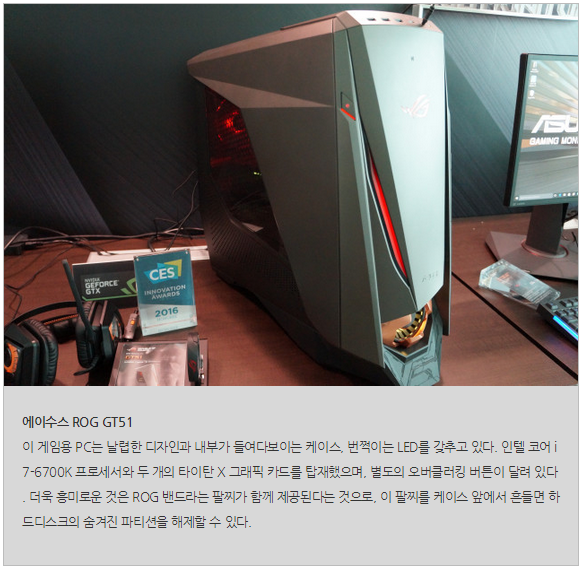 ASUS
GAMING MON
NVIDIA
GEFORCE
GTX
CES
INNOVATION
AWARDS
2016
에이수스 ROG GT51
이 게임용 PC는 날렵한 디자인과 내부가 들여다보이는 케이스, 번쩍이는 LED를 갖추고 있다. 인텔 코어 i
7-6700K 프로세서와 두 개의 타이탄 X 그래픽 카드를 탑재했으며, 별도의 오버클러킹 버튼이 달려 있다
. 더욱 흥미로운 것은 ROG 밴드라는 팔찌가 함께 제공된다는 것으로, 이 팔찌를 케이스 앞에서 흔들면 하
드디스크의 숨겨진 파티션을 해제할 수 있다.